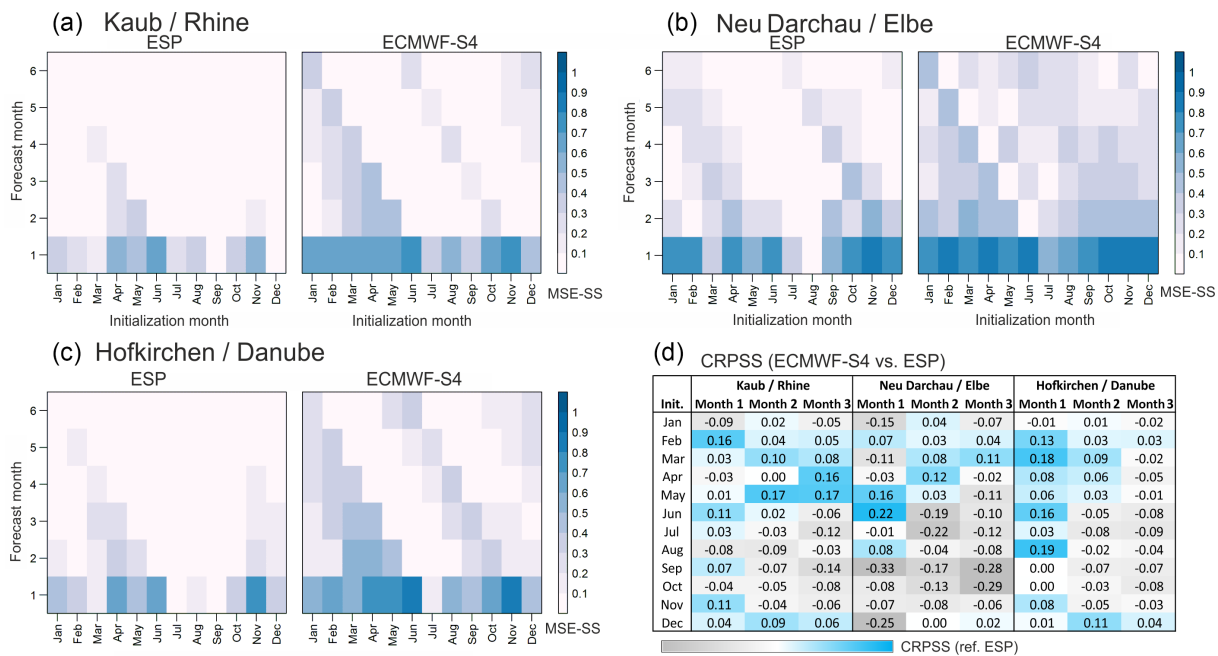 (a) Kaub / Rhine
ESP
ECMWF-S4
Forecast month
6
5
4
3
2
1
Jan Feb Mar Apr May Jun Jul Aug Sep Oct Nov Dec
Jan Feb Mar Apr May Jun Jul Aug Sep Oct Nov Dec
Initialization month
Initialization month
1
0.9
0.8
0.7
0.6
0.5
0.4
0.3
0.2
0.1
MSE-SS
(b) Neu Darchau / Elbe
ESP
ECMWF-S4
Forecast month
6
5
4
3
2
1
Jan Feb Mar Apr May Jun Jul Aug Sep Oct Nov Dec
Jan Feb Mar Apr May Jun Jul Aug Sep Oct Nov Dec
Initialization month
Initialization month
1
0.9
0.8
0.7
0.6
0.5
0.4
0.3
0.2
0.1
MSE-SS
(c) Hofkirchen / Danube
ESP
ECMWF-S4
Forecast month
6
5
4
3
2
1
Jan Feb Mar Apr May Jun Jul Aug Sep Oct Nov Dec
Jan Feb Mar Apr May Jun Jul Aug Sep Oct Nov Dec
1
0.9
0.8
0.7
0.6
0.5
0.4
0.3
0.2
0.1
MSE-SS
(d) CRPSS (ECMWF-S4 vs. ESP)
Kaub / Rhine Neu Darchau / Elbe Hofkirchen / Danube
Init. Month 1 Month 2 Month 3 Month 1 Month 2 Month 3 Month 1 Month 2 Month 3
Jan -0.09 0.02 -0.05 -0.15 0.04 -0.07 -0.01 0.01 -0.02
Feb 0.16 0.04 0.05 0.07 0.03 0.04 0.13 0.03 0.03
Mar 0.03 0.10 0.08 -0.11 0.08 0.11 0.18 0.09 -0.02
Apr -0.03 0.00 0.16 -0.03 0.12 -0.02 0.08 0.06 -0.05
May 0.01 0.17 0.17 0.16 0.03 -0.11 0.06 0.03 -0.01
Jun 0.11 0.02 -0.06 0.22 -0.19 -0.10 0.16 -0.05 -0.08
Jul 0.03 -0.03 -0.12 -0.01 -0.22 -0.12 0.03 -0.08 -0.09
Aug -0.08 -0.09 -0.03 0.08 -0.04 -0.08 0.19 -0.02 -0.04
Sep 0.07 -0.07 -0.14 -0.33 -0.17 -0.28 0.00 -0.07 -0.07
Oct -0.04 -0.05 -0.08 -0.08 -0.13 -0.29 0.00 -0.03 -0.08
Nov 0.11 -0.04 -0.06 -0.07 -0.08 -0.06 0.08 -0.05 -0.03
Dec 0.04 0.09 0.06 -0.25 0.00 0.02 0.01 0.11 0.04
CRPSS (ref. ESP)